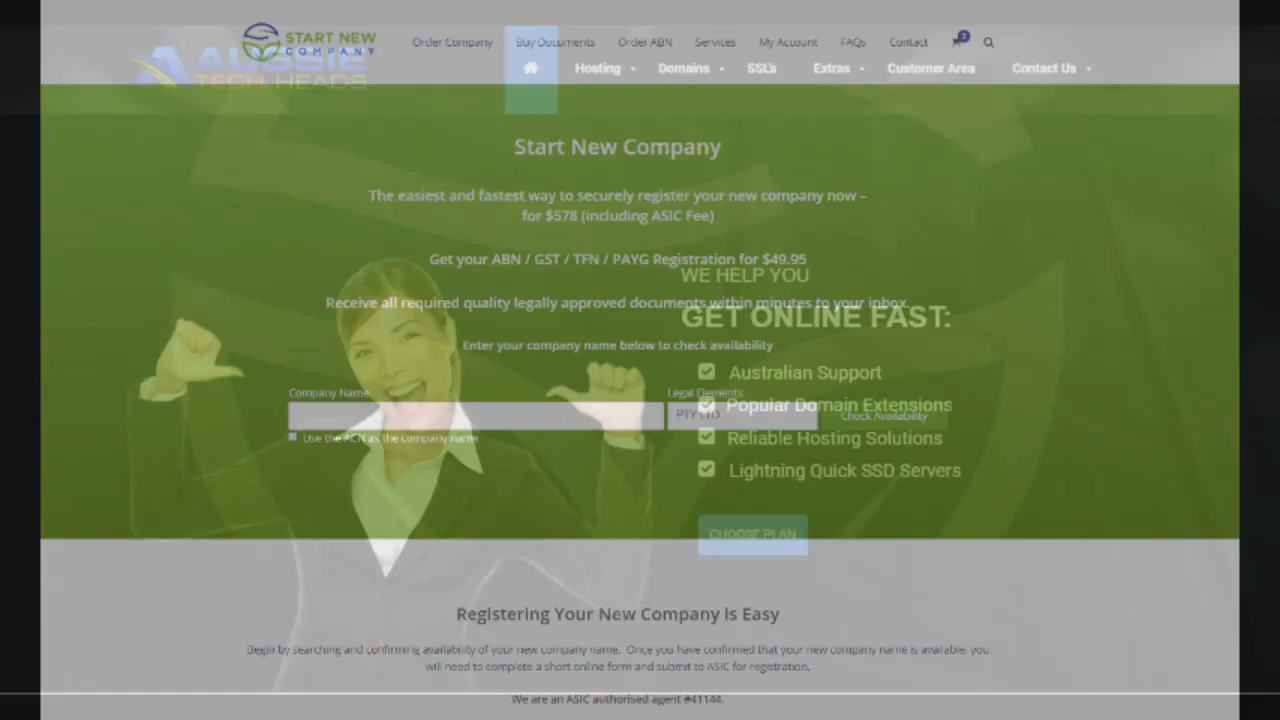 START NEW
COMPANY
Order Company
Buy Documents
Order ABN
Services
My Account
FAQs
Contact
3
AUSSIE
TECH HEADS
Hosting
Domains
SSL's
Extras
Customer Area
Contact Us
Start New Company
The easiest and fastest way to securely register your new company now –
for $578 (including ASIC Fee)
Get your ABN / GST / TFN / PAYG Registration for $49.95
WE HELP YOU
Receive all required quality legally approved documents within minutes to your inbox.
GET ONLINE FAST:
Enter your company name below to check availability
Australian Support
Company Name
Legal Elements
Popular Domain Extensions
PTY LTD
Check Availability
Use the ACN as the company name
Reliable Hosting Solutions
Lightning Quick SSD Servers
CHOOSE PLAN
Registering Your New Company is Easy
Begin by searching and confirming availability of your new company name. Once you have confirmed that your new company name is available, you
will need to complete a short online form and submit to ASIC for registration.
We are an ASIC authorised agent #41144.